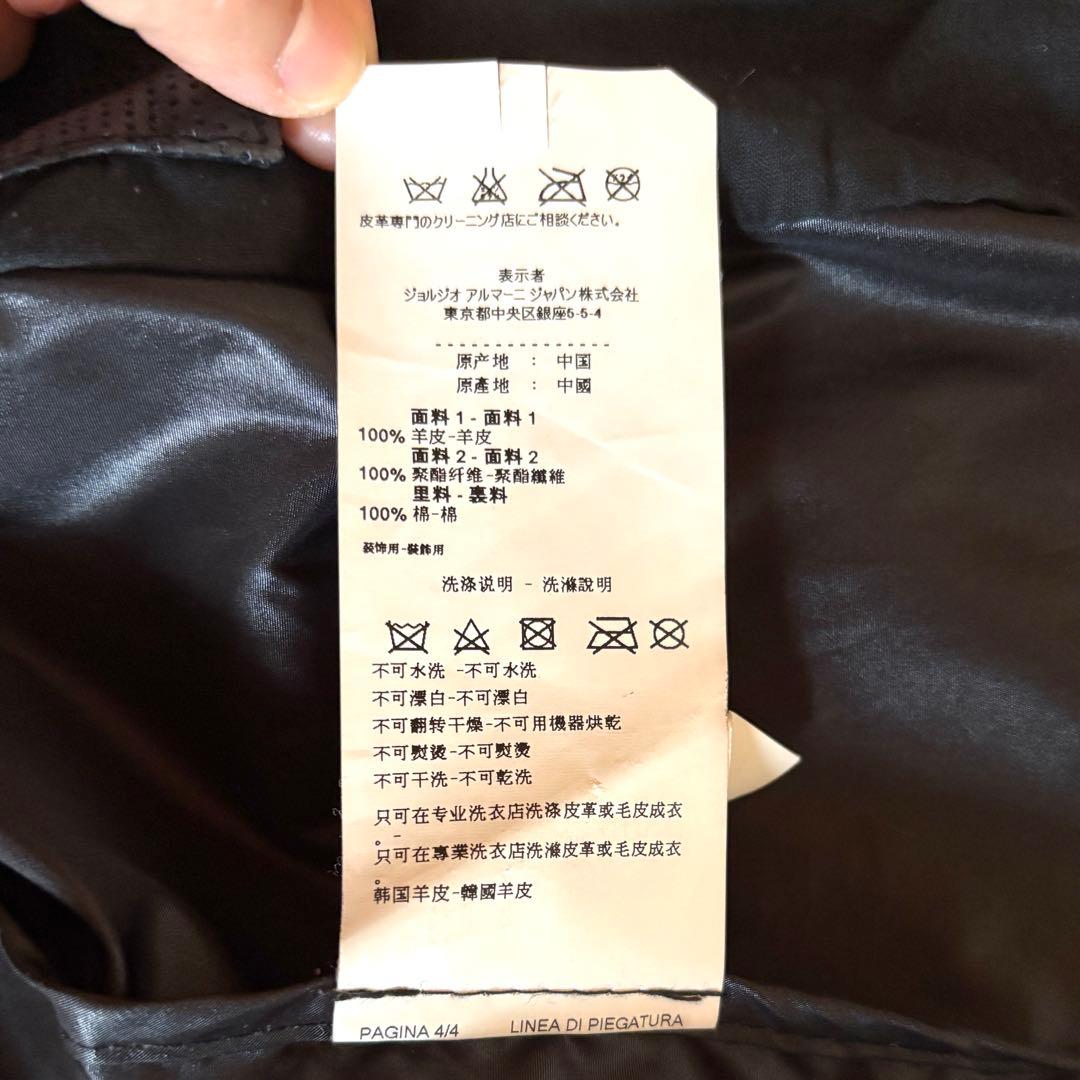 皮革専門のクリーニング店にご相談ください。
表示者
ジョルジオ アルマーニ ジャパン株式会社
東京都中央区銀座5-5-4
---------------
原产地 : 中国
原產地 : 中國
面料 1 - 面料 1
100% 羊皮-羊皮
面料 2 - 面料 2
100% 聚酯纤维-聚酯纖維
里料 - 裏料
100% 棉-棉
装饰用-裝飾用
洗涤说明 - 洗滌說明
不可水洗 -不可水洗
不可漂白-不可漂白
不可翻转干燥-不可用機器烘乾
不可熨烫-不可熨燙
不可干洗-不可乾洗
只可在专业洗衣店洗涤皮革或毛皮成衣
。-
只可在專業洗衣店洗滌皮革或毛皮成衣
。
韩国羊皮-韓國羊皮
PAGINA 4/4 LINEA DI PIEGATURA